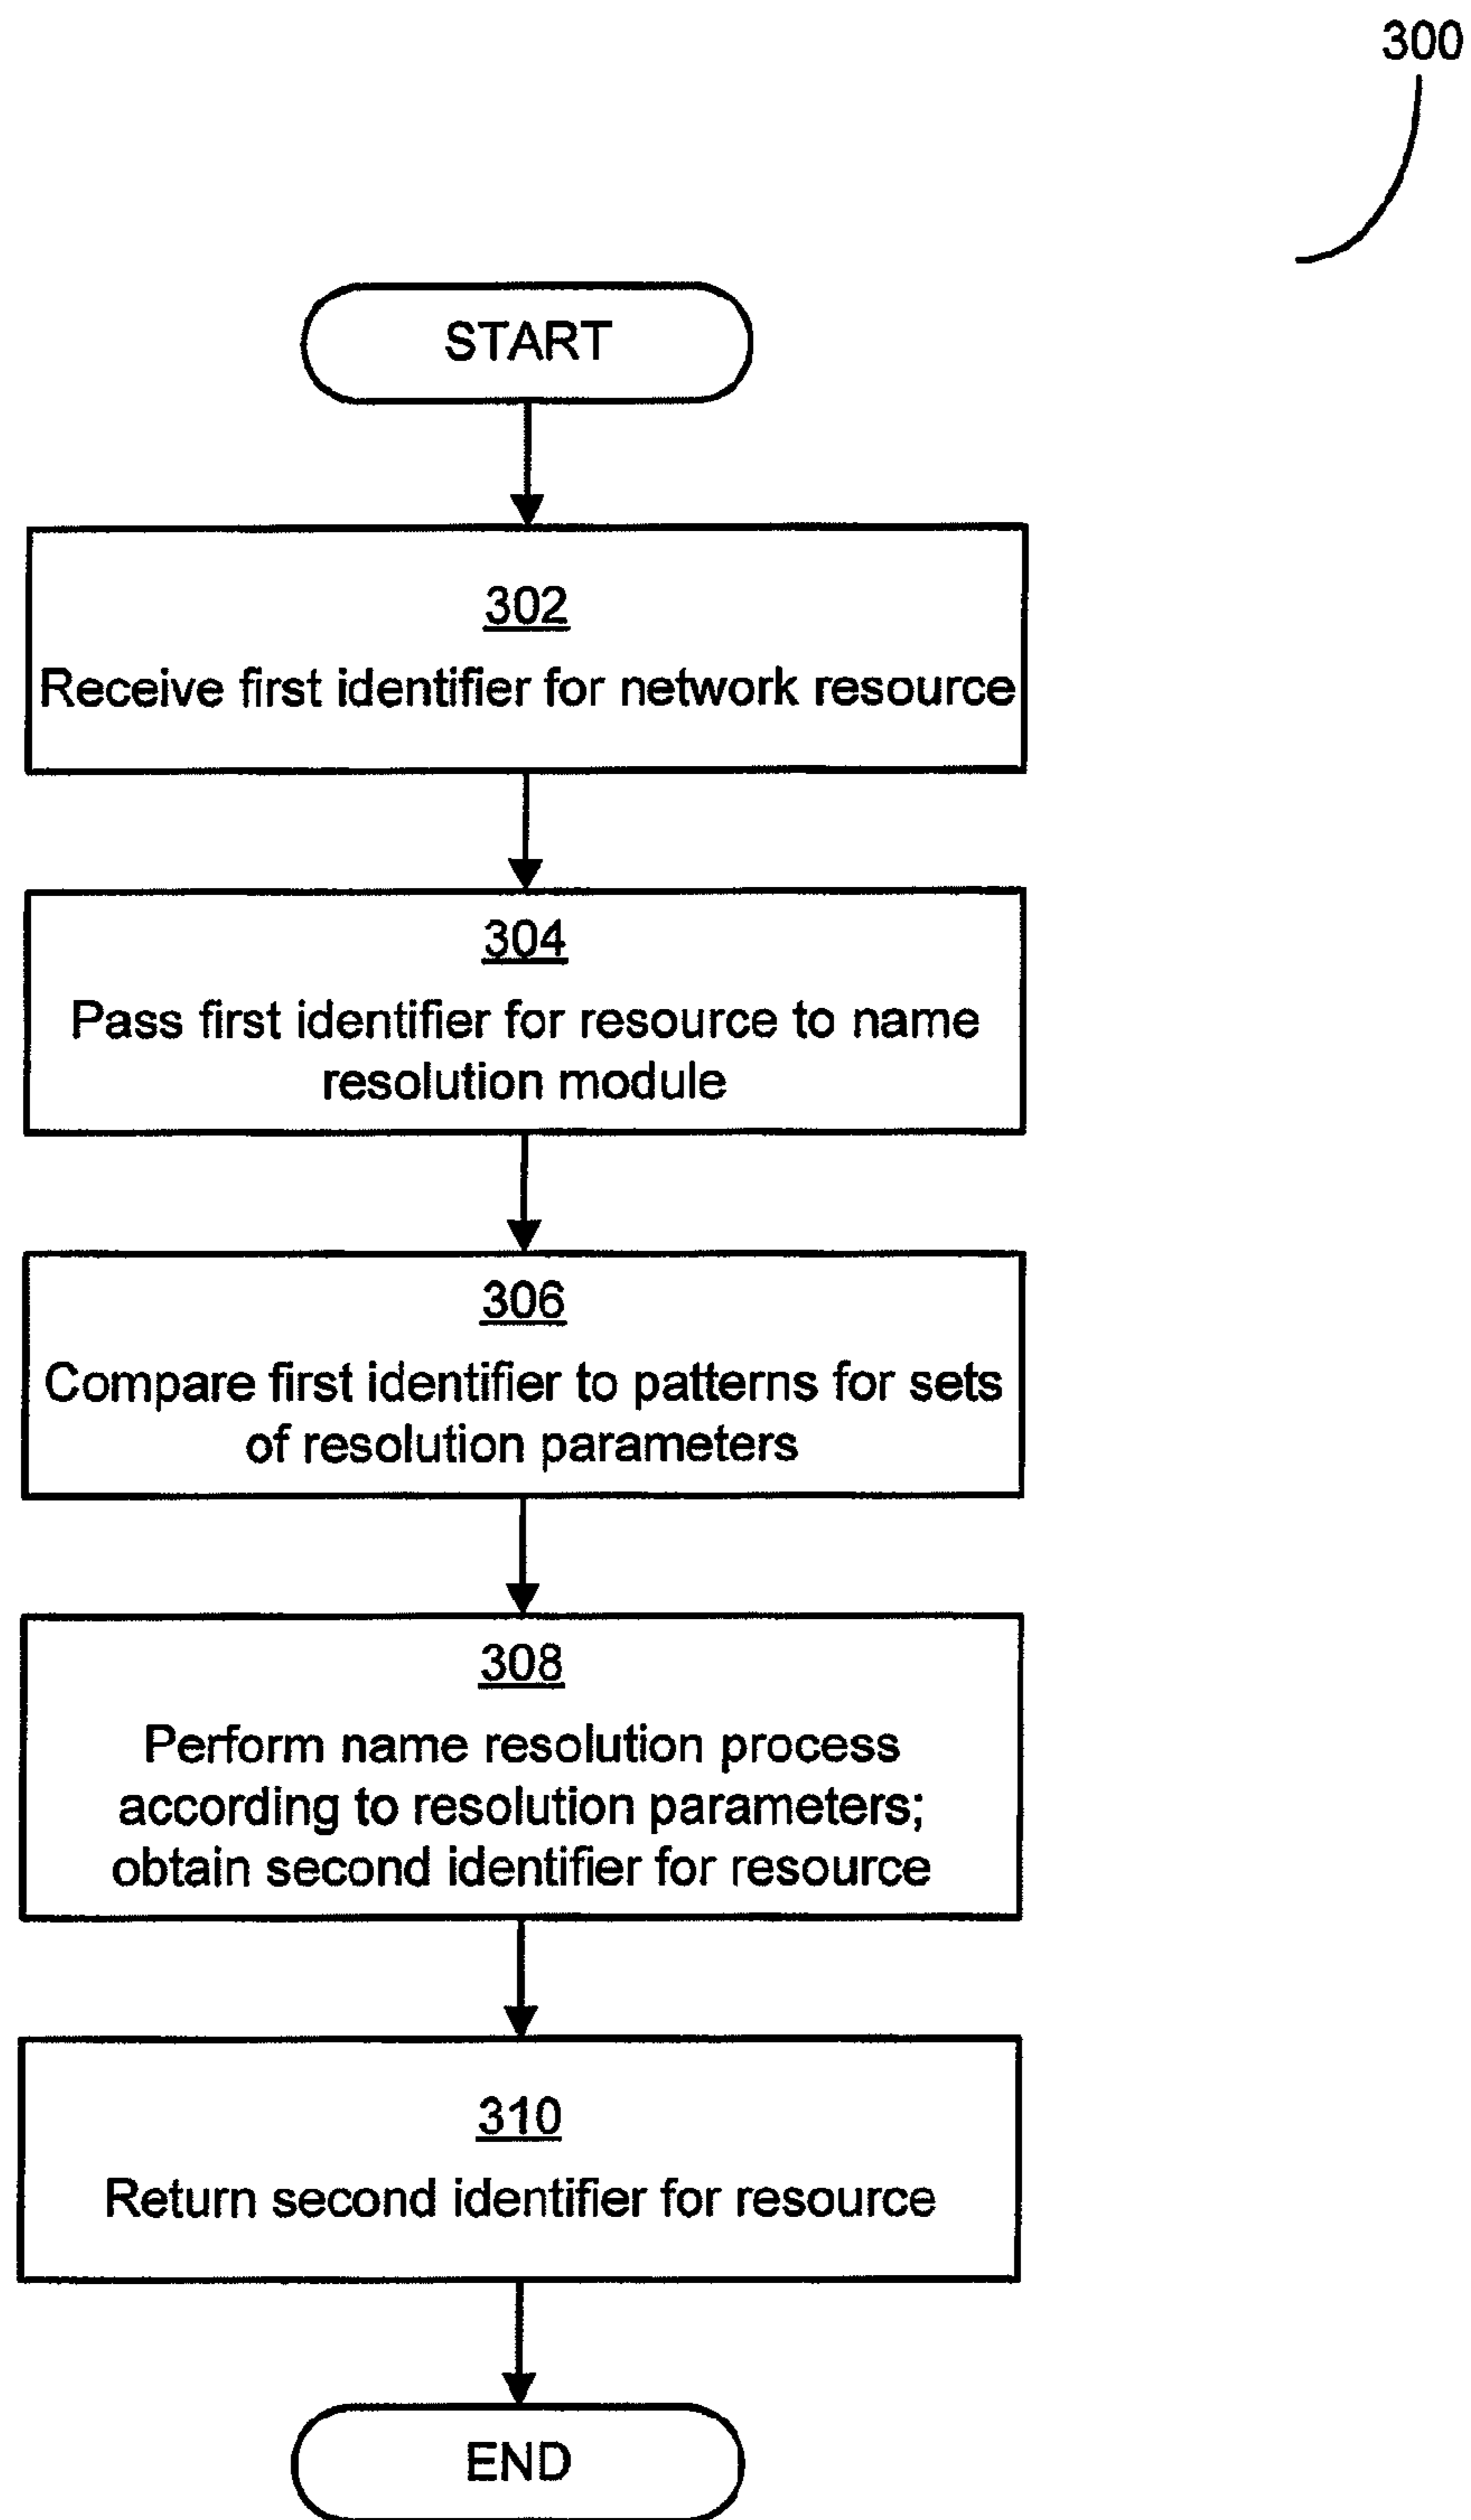 300
START
302
Receive first identifier for network resource
304
Pass first identifier for resource to name
resolution module
306
Compare first identifier to patterns for sets
of resolution parameters
308
Perform name resolution process
according to resolution parameters;
obtain second identifier for resource
310
Return second identifier for resource
END